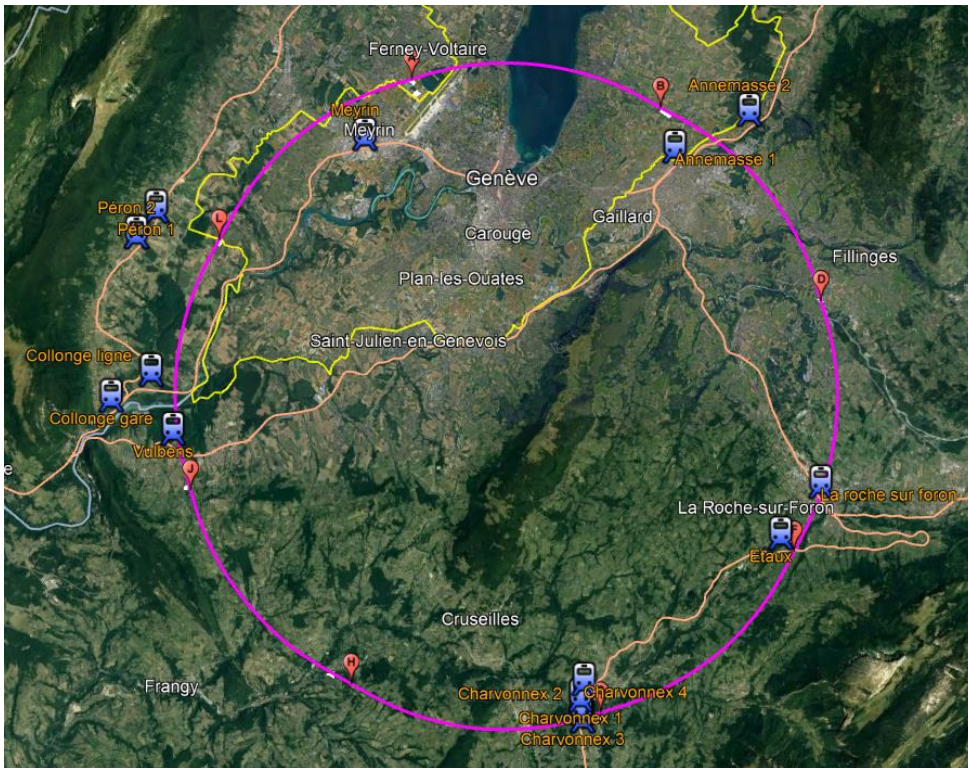 Ferney-Voltaire
A
B
Annemasse 2
Meyrin
Meyrin
Annemasse 1
Genève
Péron 2
Péron 1
L
Gaillard
Carouge
Fillinges
Plan-les-Ouates
D
Saint-Julien-en-Genevois
Collonge ligne
Collonge gare
Vulbens
e
J
La roche sur foron
La Roche-sur-Foron
F
Etaux
Cruseilles
H
Frangy
Charvonnex 2
Charvonnex 4
Charvonnex 1
Charvonnex 3